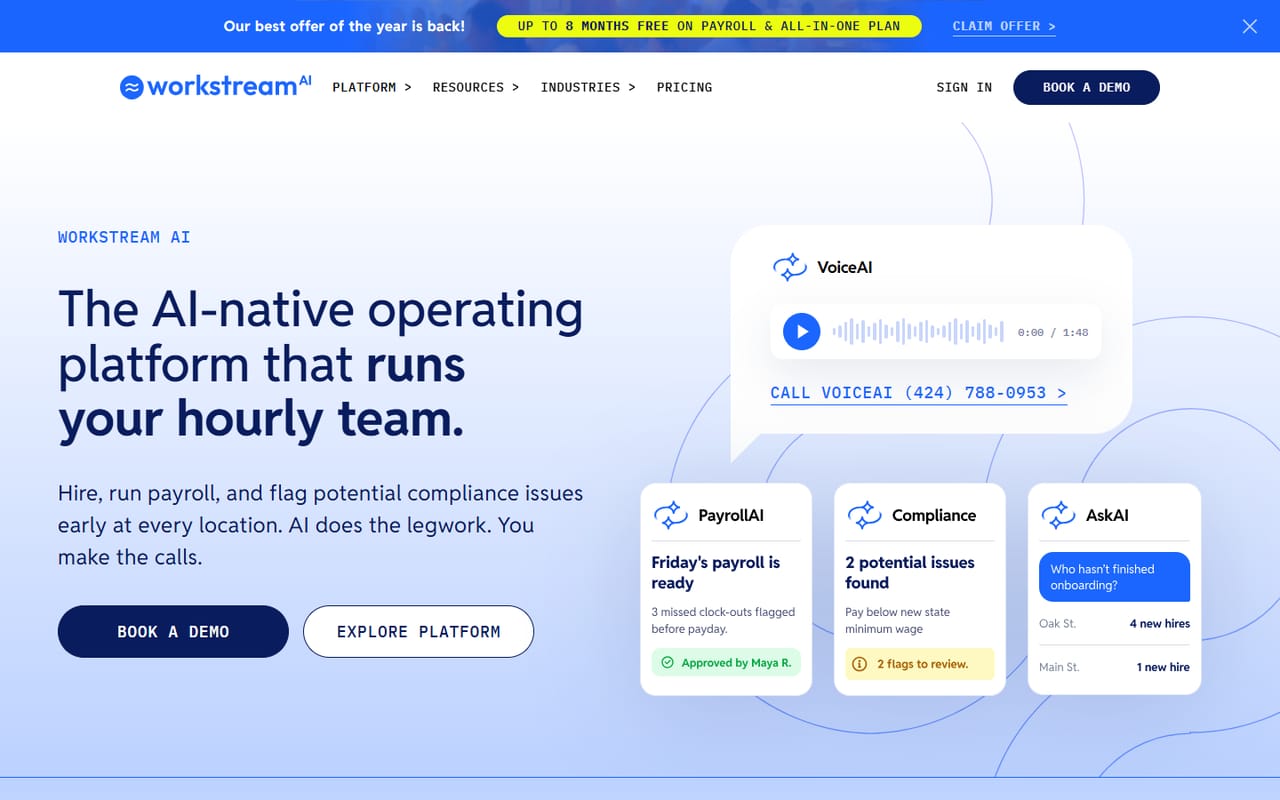 Our best offer of the year is back!
UP TO 8 MONTHS FREE ON PAYROLL & ALL-IN-ONE PLAN
CLAIM OFFER >
workstream AI
PLATFORM >
RESOURCES >
INDUSTRIES >
PRICING
SIGN IN
BOOK A DEMO
WORKSTREAM AI
The AI-native operating
platform that runs
your hourly team.
Hire, run payroll, and flag potential compliance issues
early at every location. AI does the legwork. You
make the calls.
BOOK A DEMO
EXPLORE PLATFORM
VoiceAI
0:00 / 1:48
CALL VOICEAI (424) 788-0953 >
PayrollAI
Friday's payroll is
ready
3 missed clock-outs flagged
before payday.
Approved by Maya R.
Compliance
2 potential issues
found
Pay below new state
minimum wage
2 flags to review.
AskAI
Who hasn't finished
onboarding?
Oak St.
4 new hires
Main St.
1 new hire